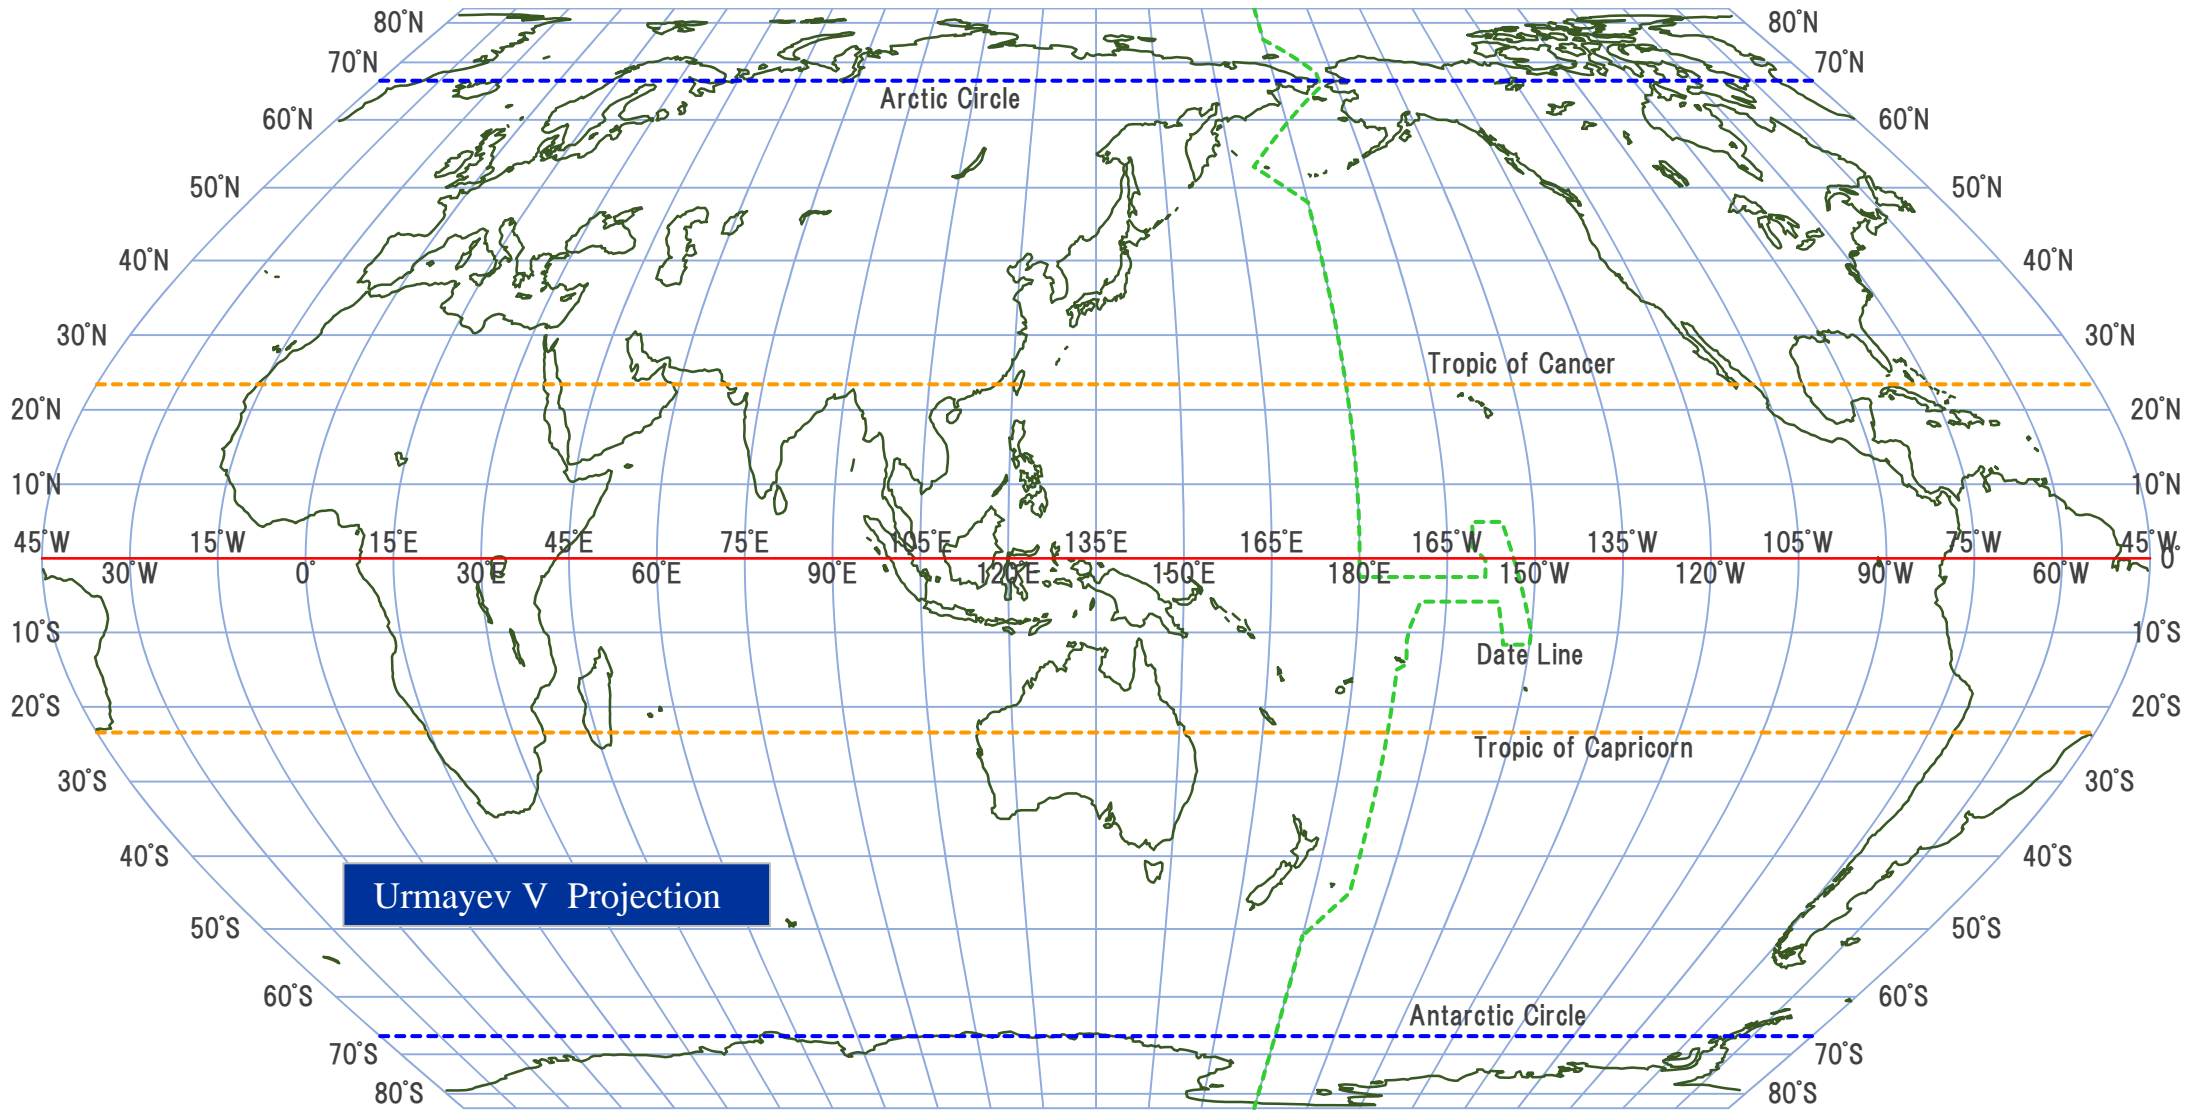 80°N 80°N
70°N 70°N
Arctic Circle
60°N 60°N
50°N 50°N
40°N 40°N
30°N 30°N
Tropic of Cancer
20°N 20°N
10°N 10°N
45°W 15°W 15°E 45°E 75°E 105°E 135°E 165°E 165°W 135°W 105°W 75°W 45°W
0°
30°W 0° 30°E 60°E 90°E 120°E 150°E 180°E 150°W 120°W 90°W 60°W
10°S 10°S
Date Line
20°S 20°S
Tropic of Capricorn
30°S 30°S
40°S 40°S
Urmayev V Projection
50°S 50°S
60°S 60°S
Antarctic Circle
70°S 70°S
80°S 80°S